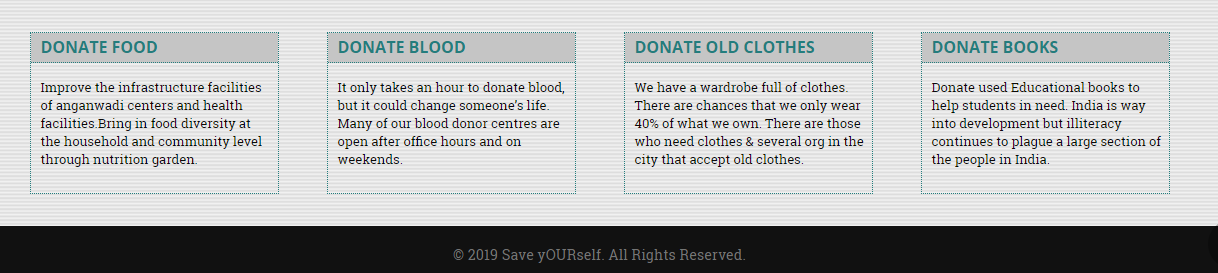 DONATE FOOD
Improve the infrastructure facilities
of anganwadi centers and health
facilities.Bring in food diversity at
the household and community level
through nutrition garden.
DONATE BLOOD
It only takes an hour to donate blood,
but it could change someone's life.
Many of our blood donor centres are
open after office hours and on
weekends.
DONATE OLD CLOTHES
We have a wardrobe full of clothes.
There are chances that we only wear
40% of what we own. There are those
who need clothes & several org in the
city that accept old clothes.
DONATE BOOKS
Donate used Educational books to
help students in need. India is way
into development but illiteracy
continues to plague a large section of
the people in India.
© 2019 Save yOURself. All Rights Reserved.